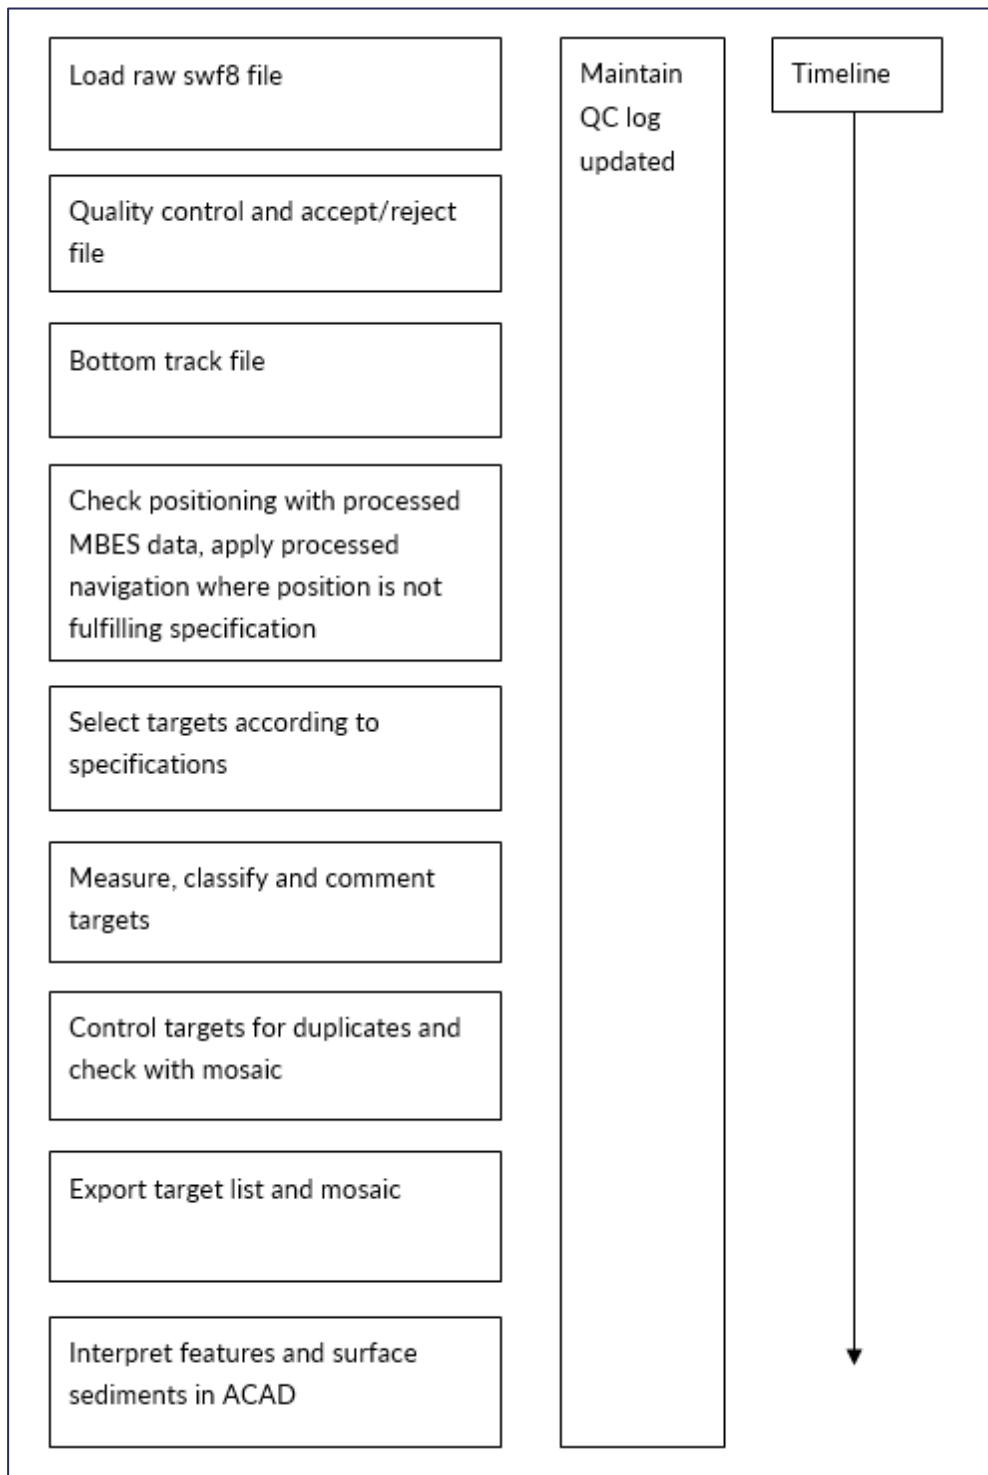 Load raw swf8 file
Quality control and accept/reject
file
Bottom track file
Check positioning with processed
MBES data, apply processed
navigation where position is not
fulfilling specification
Select targets according to
specifications
Measure, classify and comment
targets
Control targets for duplicates and
check with mosaic
Export target list and mosaic
Interpret features and surface
sediments in ACAD
Maintain
QC log
updated
Timeline